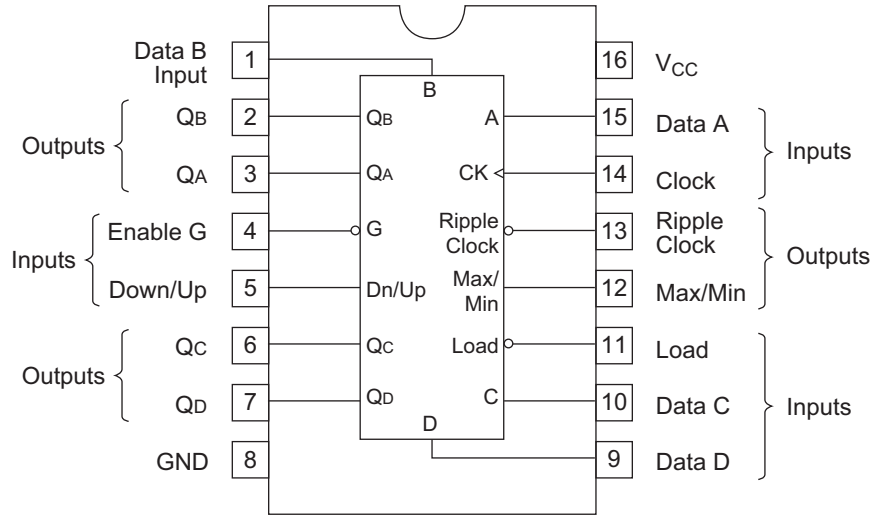 Data B
Input
1
16
VCC
B
Outputs
QB
2
QB
A
15
Data A
Inputs
QA
3
QA
CK
14
Clock
Inputs
Enable G
4
G
Ripple
Clock
13
Ripple
Clock
Outputs
Down/Up
5
Dn/Up
Max/
Min
12
Max/Min
Outputs
QC
6
QC
Load
11
Load
Inputs
QD
7
QD
C
10
Data C
D
GND
8
9
Data D